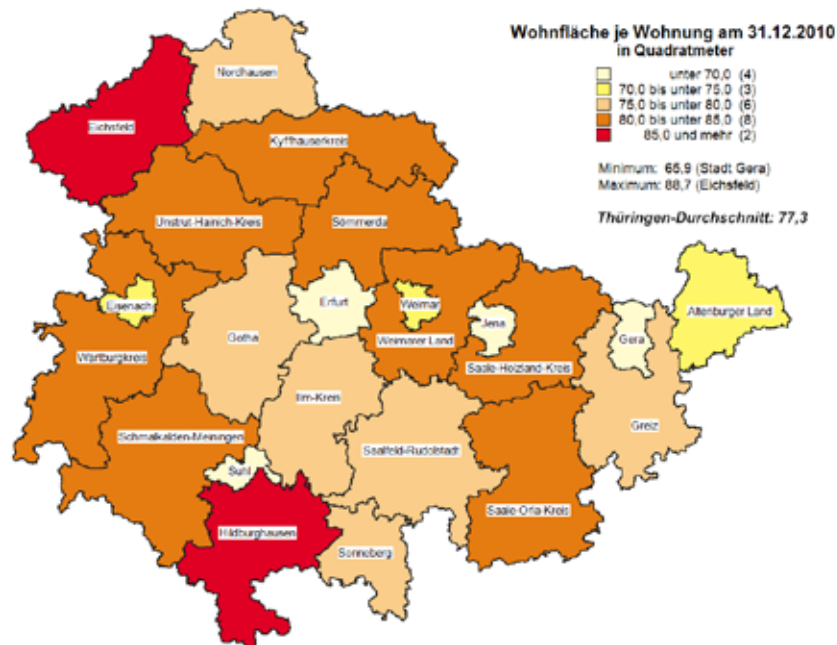 Wohnfläche je Wohnung am 31.12.2010
in Quadratmeter
unter 70,0 (4)
70,0 bis unter 75,0 (3)
75,0 bis unter 80,0 (6)
80,0 bis unter 85,0 (8)
85,0 und mehr (2)
Minimum: 65,9 (Stadt Gera)
Maximum: 88,7 (Eichsfeld)
Thüringen-Durchschnitt: 77,3
Nordhausen
Eichsfeld
Kyffhäuserkreis
Unstrut-Hainich-Kreis
Sömmerda
Eisenach
Erfurt
Weimar
Jena
Gera
Altenburger Land
Gotha
Weimarer Land
Wartburgkreis
Saale-Holzland-Kreis
Ilm-Kreis
Greiz
Schmalkalden-Meiningen
Saalfeld-Rudolstadt
Suhl
Saale-Orla-Kreis
Hildburghausen
Sonneberg